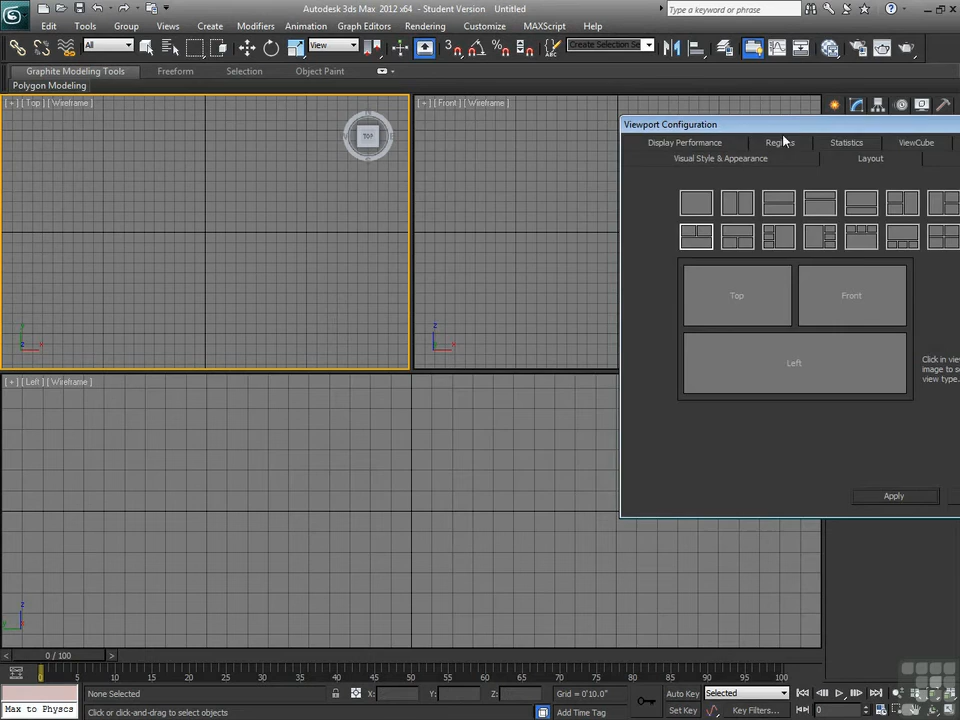 Autodesk 3ds Max 2012 x64 - Student Version Untitled
Type a keyword or phrase
Edit Tools Group Views Create Modifiers Animation Graph Editors Rendering Customize MAXScript Help
All
View
3
Create Selection Se
Graphite Modeling Tools Freeform Selection Object Paint
Polygon Modeling
[ + ] [ Top ] [ Wireframe ]
[ + ] [ Front ] [ Wireframe ]
TOP
Viewport Configuration
Display Performance Statistics ViewCube
Visual Style & Appearance Layout
Top Front
Left
Click in view
image to se
view type.
Apply
z
x
y
z
x
[ + ] [ Left ] [ Wireframe ]
z
y
< 0 / 100 >
0 5 10 15 20 25 30 35 40 45 50 55 60 65 70 75 80 85 90 95 100
None Selected X: Y: Z: Grid = 0'10.0" Auto Key Selected
Max to Physcs Click or click-and-drag to select objects Add Time Tag Set Key Key Filters... 0